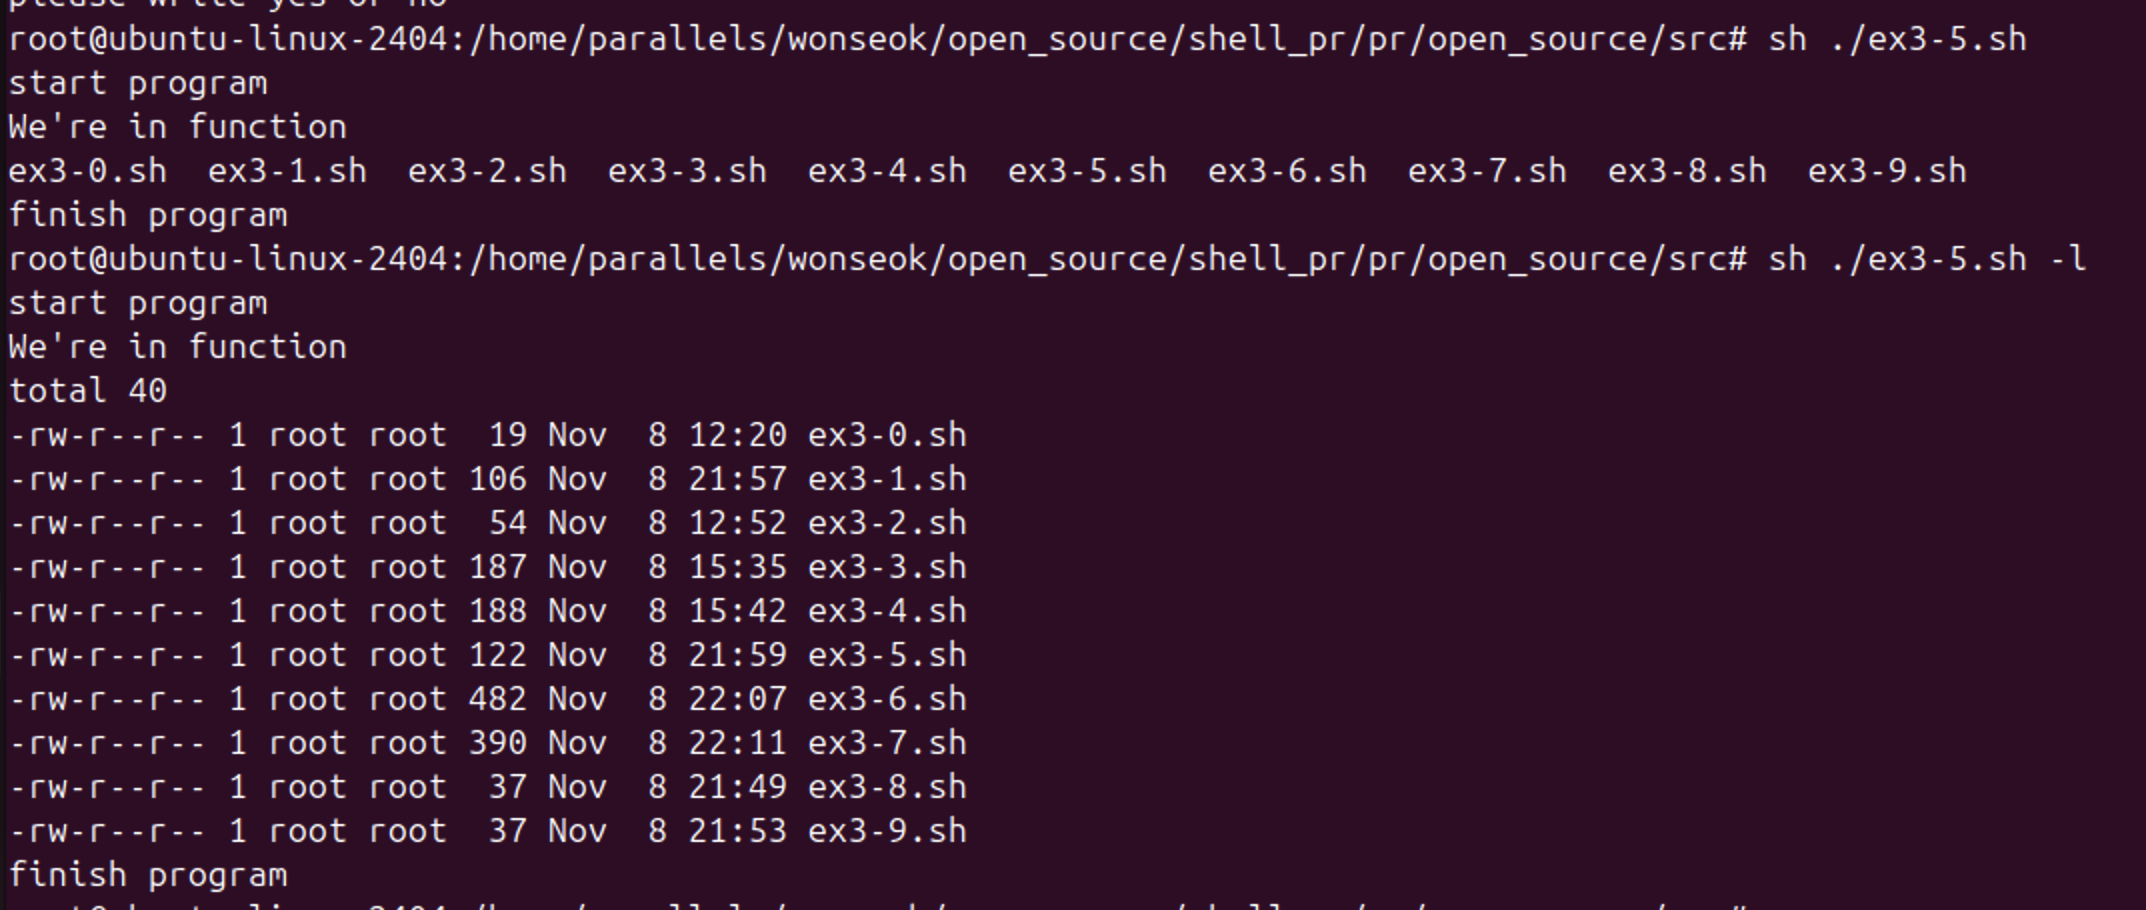 please write yes or no
root@ubuntu-linux-2404:/home/parallels/wonseok/open_source/shell_pr/pr/open_source/src# sh ./ex3-5.sh
start program
We're in function
ex3-0.sh  ex3-1.sh  ex3-2.sh  ex3-3.sh  ex3-4.sh  ex3-5.sh  ex3-6.sh  ex3-7.sh  ex3-8.sh  ex3-9.sh
finish program
root@ubuntu-linux-2404:/home/parallels/wonseok/open_source/shell_pr/pr/open_source/src# sh ./ex3-5.sh -l
start program
We're in function
total 40
-rw-r--r-- 1 root root  19 Nov  8 12:20 ex3-0.sh
-rw-r--r-- 1 root root 106 Nov  8 21:57 ex3-1.sh
-rw-r--r-- 1 root root  54 Nov  8 12:52 ex3-2.sh
-rw-r--r-- 1 root root 187 Nov  8 15:35 ex3-3.sh
-rw-r--r-- 1 root root 188 Nov  8 15:42 ex3-4.sh
-rw-r--r-- 1 root root 122 Nov  8 21:59 ex3-5.sh
-rw-r--r-- 1 root root 482 Nov  8 22:07 ex3-6.sh
-rw-r--r-- 1 root root 390 Nov  8 22:11 ex3-7.sh
-rw-r--r-- 1 root root  37 Nov  8 21:49 ex3-8.sh
-rw-r--r-- 1 root root  37 Nov  8 21:53 ex3-9.sh
finish program